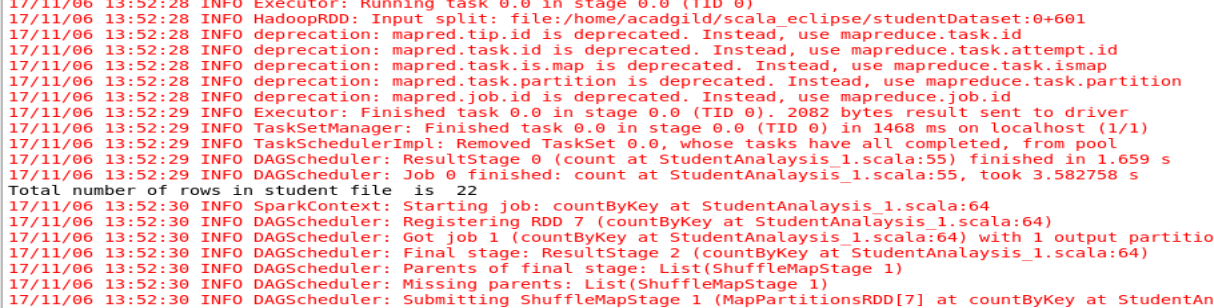 17/11/06 13:52:28 INFO Executor: Running task 0.0 in stage 0.0 (TID 0)
17/11/06 13:52:28 INFO HadoopRDD: Input split: file:/home/acadgild/scala_eclipse/studentDataset:0+601
17/11/06 13:52:28 INFO deprecation: mapred.tip.id is deprecated. Instead, use mapreduce.task.id
17/11/06 13:52:28 INFO deprecation: mapred.task.id is deprecated. Instead, use mapreduce.task.attempt.id
17/11/06 13:52:28 INFO deprecation: mapred.task.is.map is deprecated. Instead, use mapreduce.task.ismap
17/11/06 13:52:28 INFO deprecation: mapred.task.partition is deprecated. Instead, use mapreduce.task.partition
17/11/06 13:52:28 INFO deprecation: mapred.job.id is deprecated. Instead, use mapreduce.job.id
17/11/06 13:52:29 INFO Executor: Finished task 0.0 in stage 0.0 (TID 0). 2082 bytes result sent to driver
17/11/06 13:52:29 INFO TaskSetManager: Finished task 0.0 in stage 0.0 (TID 0) in 1468 ms on localhost (1/1)
17/11/06 13:52:29 INFO TaskSchedulerImpl: Removed TaskSet 0.0, whose tasks have all completed, from pool
17/11/06 13:52:29 INFO DAGScheduler: ResultStage 0 (count at StudentAnalaysis_1.scala:55) finished in 1.659 s
17/11/06 13:52:29 INFO DAGScheduler: Job 0 finished: count at StudentAnalaysis_1.scala:55, took 3.582758 s
Total number of rows in student file  is  22
17/11/06 13:52:30 INFO SparkContext: Starting job: countByKey at StudentAnalaysis_1.scala:64
17/11/06 13:52:30 INFO DAGScheduler: Registering RDD 7 (countByKey at StudentAnalaysis_1.scala:64)
17/11/06 13:52:30 INFO DAGScheduler: Got job 1 (countByKey at StudentAnalaysis_1.scala:64) with 1 output partitio
17/11/06 13:52:30 INFO DAGScheduler: Final stage: ResultStage 2 (countByKey at StudentAnalaysis_1.scala:64)
17/11/06 13:52:30 INFO DAGScheduler: Parents of final stage: List(ShuffleMapStage 1)
17/11/06 13:52:30 INFO DAGScheduler: Missing parents: List(ShuffleMapStage 1)
17/11/06 13:52:30 INFO DAGScheduler: Submitting ShuffleMapStage 1 (MapPartitionsRDD[7] at countByKey at StudentAn